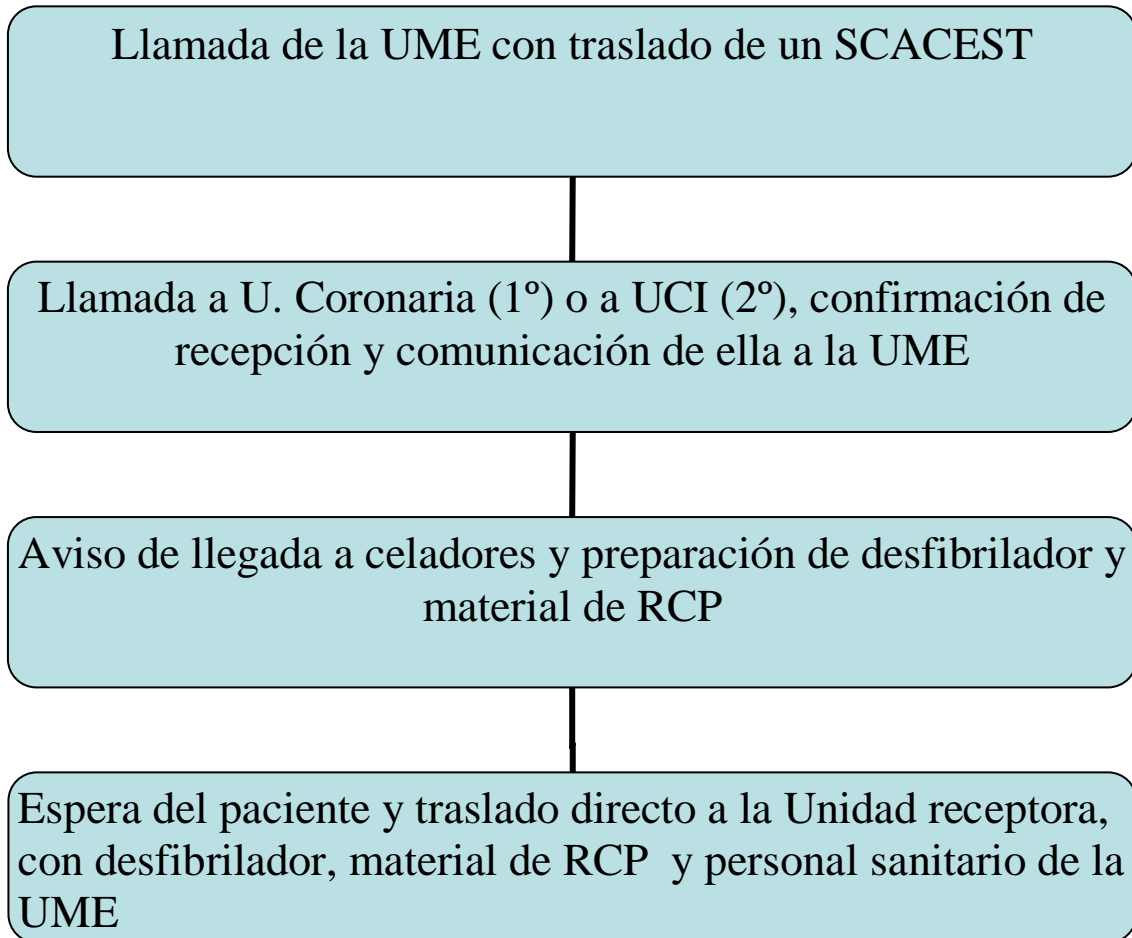 Llamada de la UME con traslado de un SCACEST
Llamada a U. Coronaria (1º) o a UCI (2º), confirmación de
recepción y comunicación de ella a la UME
Aviso de llegada a celadores y preparación de desfibrilador y
material de RCP
Espera del paciente y traslado directo a la Unidad receptora,
con desfibrilador, material de RCP y personal sanitario de la
UME